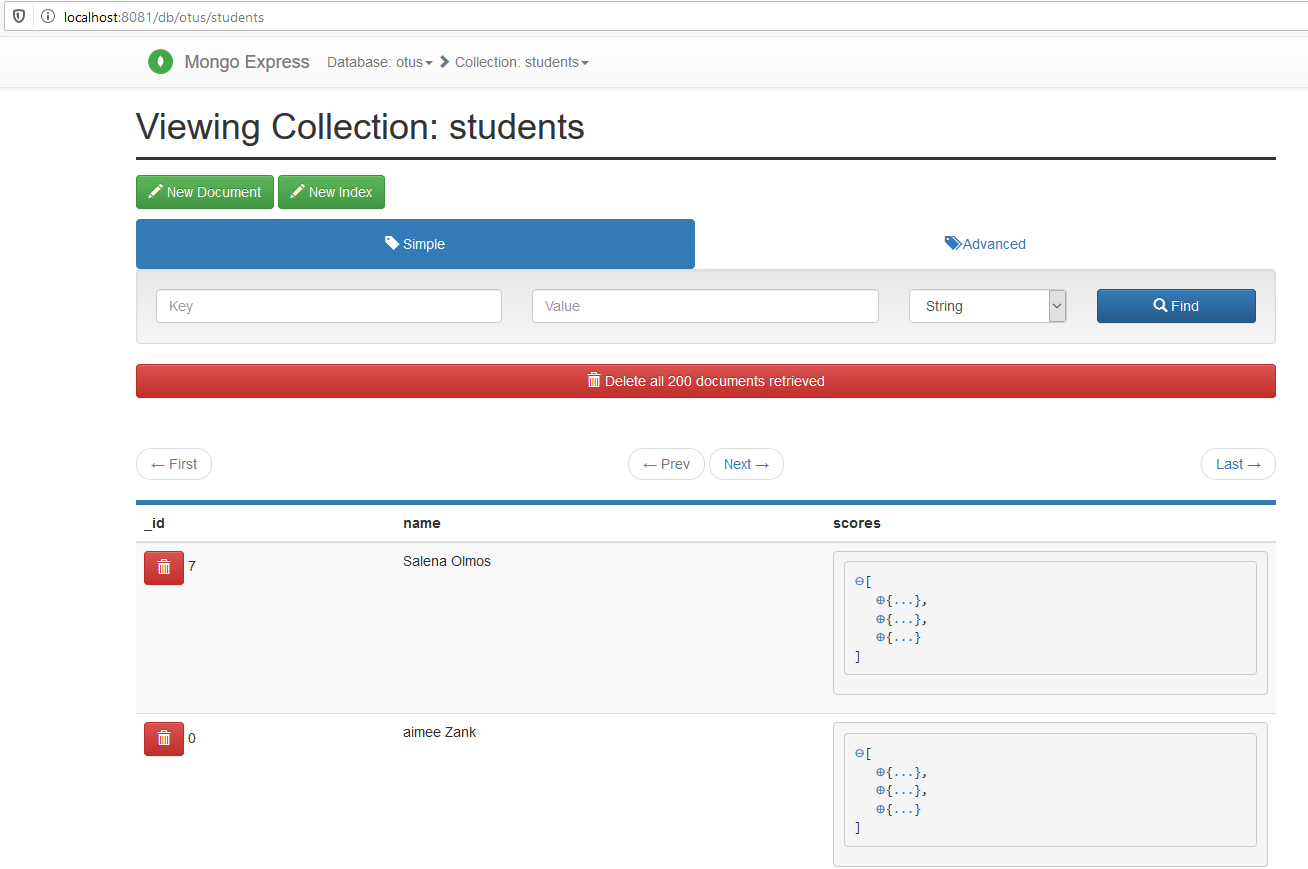 localhost:8081/db/otus/students
Mongo Express Database: otus Collection: students
Viewing Collection: students
New Document New Index
Simple Advanced
Key Value String Find
Delete all 200 documents retrieved
← First ← Prev Next → Last →
_id name scores
7 Salena Olmos
[
{...},
{...},
{...}
]
0 aimee Zank
[
{...},
{...},
{...}
]